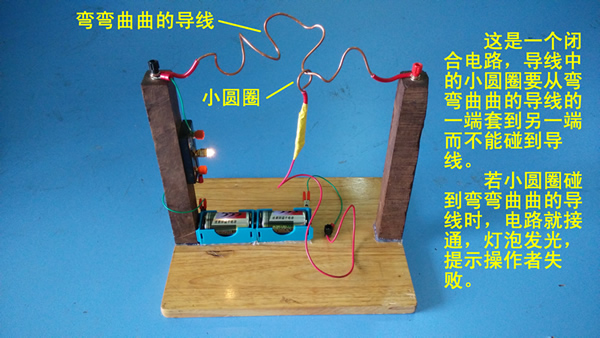 弯弯曲曲的导线
小圆圈
这是一个闭
合电路，导线中
的小圆圈要从弯
弯曲曲的导线的
一端套到另一端
而不能碰到导
线。
若小圆圈碰
到弯弯曲曲的导
线时，电路就接
通，灯泡发光，
提示操作者失
败。